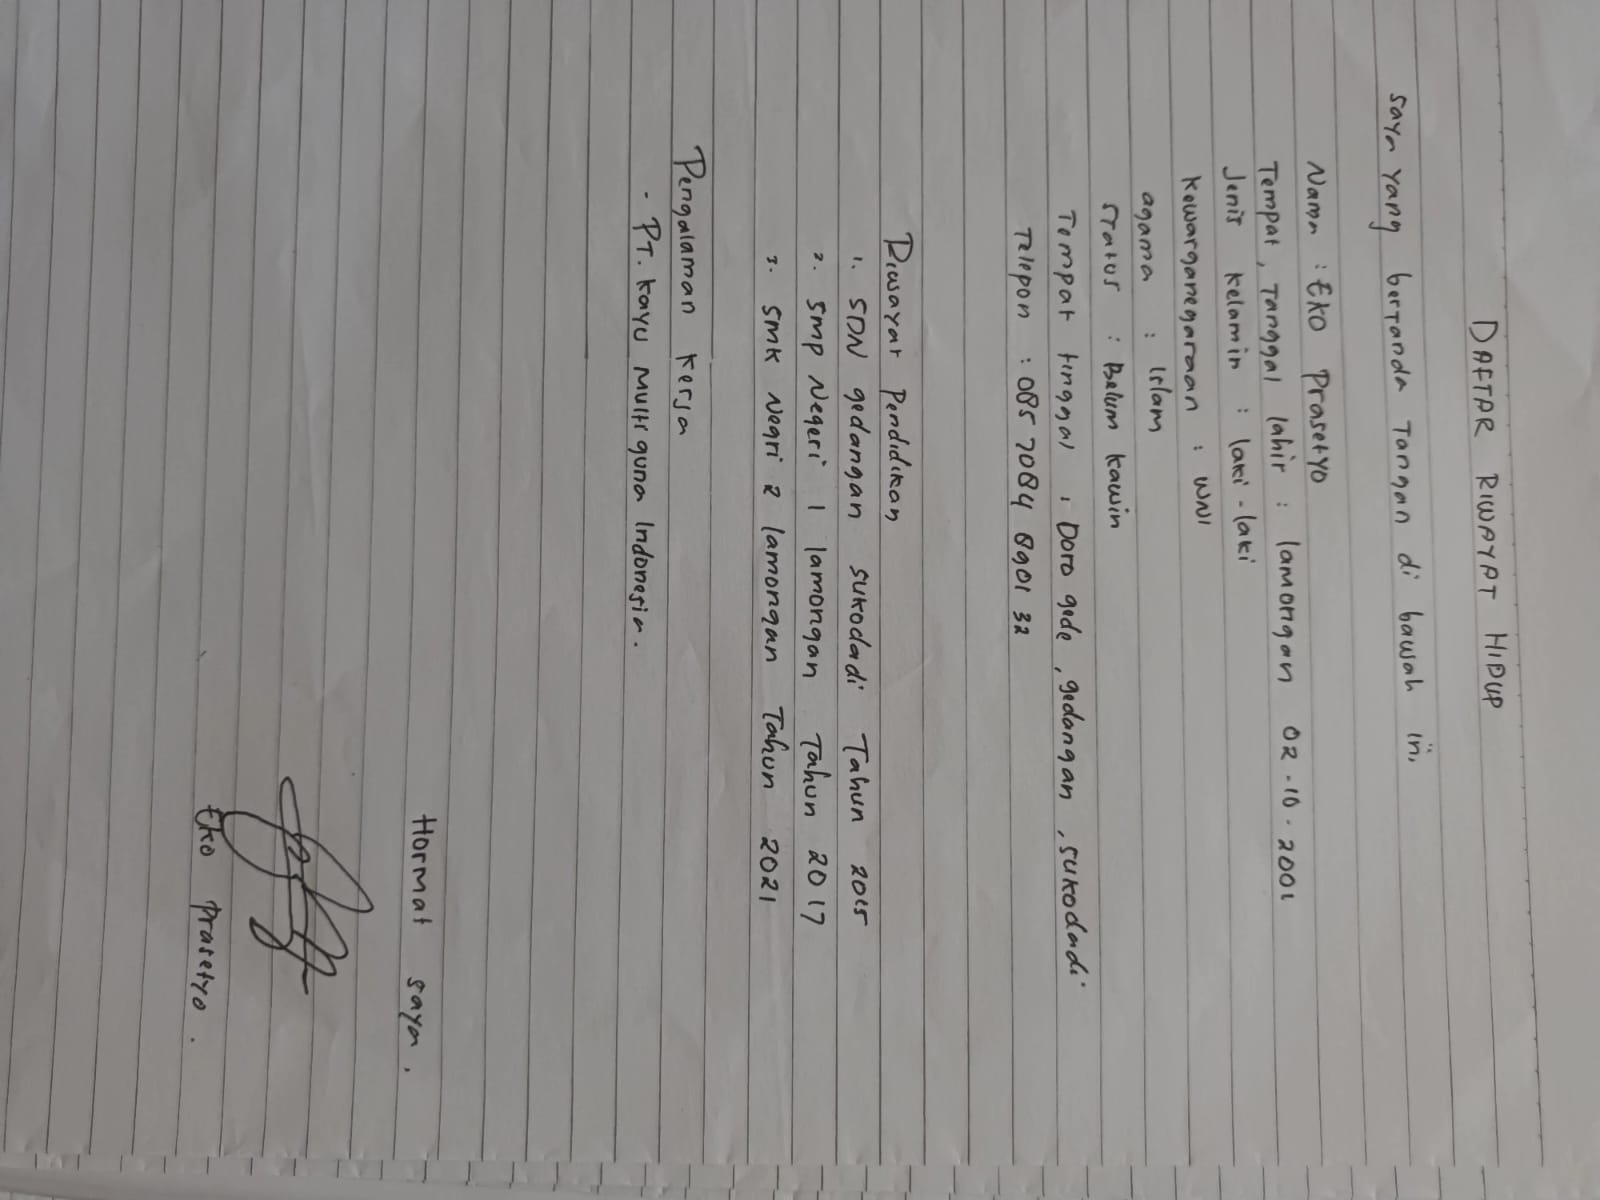 DAFTAR RIWAYAT HIDUP
saya yang bertanda Tangan di bawah ini,
Nama : Eko Prasetyo
Tempat, Tanggal lahir : lamongan 02-10-2001
Jenis Kelamin : laki-laki
Kewarganegaraan : WNI
agama : Islam
Status : Belum Kawin
Tempat tinggal : Doro gede, gedangan, sukodadi
Telepon : 085 7084 8901 32
Riwayat Pendidikan
1. SDN gedangan sukodadi Tahun 2015
2. SMP Negeri 1 lamongan Tahun 2017
3. SMK Negri 2 lamongan Tahun 2021
Pengalaman Kerja
- PT. Kayu Multi guna Indonesia.
Hormat saya,
Eko prasetyo.